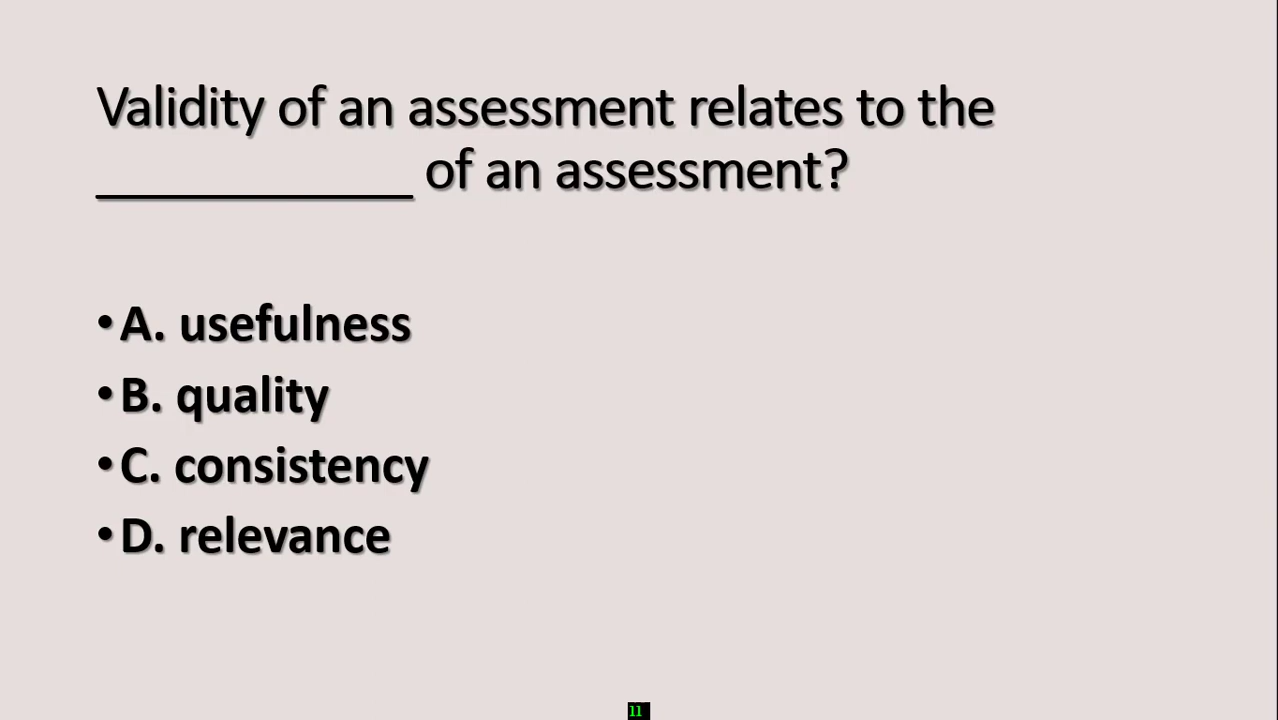 Validity of an assessment relates to the
____________ of an assessment?
•A. usefulness
•B. quality
•C. consistency
•D. relevance
11